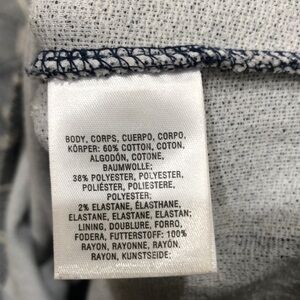 BODY, CORPS, CUERPO, CORPO,
KÖRPER: 60% COTTON, COTON,
ALGODÓN, COTONE,
BAUMWOLLE;
38% POLYESTER, POLYESTER,
POLIÉSTER, POLIESTERE,
POLYESTER;
2% ELASTANE, ÉLASTHANE,
ELASTANE, ELASTANE, ELASTAN;
LINING, DOUBLURE, FORRO,
FODERA, FUTTERSTOFF: 100%
RAYON, RAYONNE, RAYÓN,
RAYON, KUNSTSEIDE;